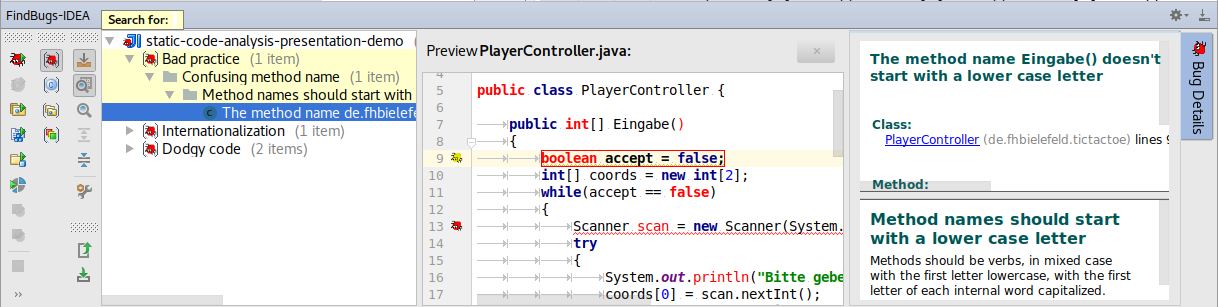 FindBugs-IDEA
Search for:
static-code-analysis-presentation-demo (4 items)
Bad practice (1 item)
Confusing method name (1 item)
Method names should start with
The method name de.fhbielefe
Internationalization (1 item)
Dodgy code (2 items)
Preview PlayerController.java:
4
5 public class PlayerController {
6
7 public int[] Eingabe()
8 {
9 boolean accept = false;
10 int[] coords = new int[2];
11 while(accept == false)
12 {
13 Scanner scan = new Scanner(System.
14 try
15 {
16 System.out.println("Bitte gebe
17 coords[0] = scan.nextInt();
The method name Eingabe() doesn't
start with a lower case letter
Class:
PlayerController (de.fhbielefeld.tictactoe) lines 9
Method:
Method names should start
with a lower case letter
Methods should be verbs, in mixed case
with the first letter lowercase, with the first
letter of each internal word capitalized.
Bug Details